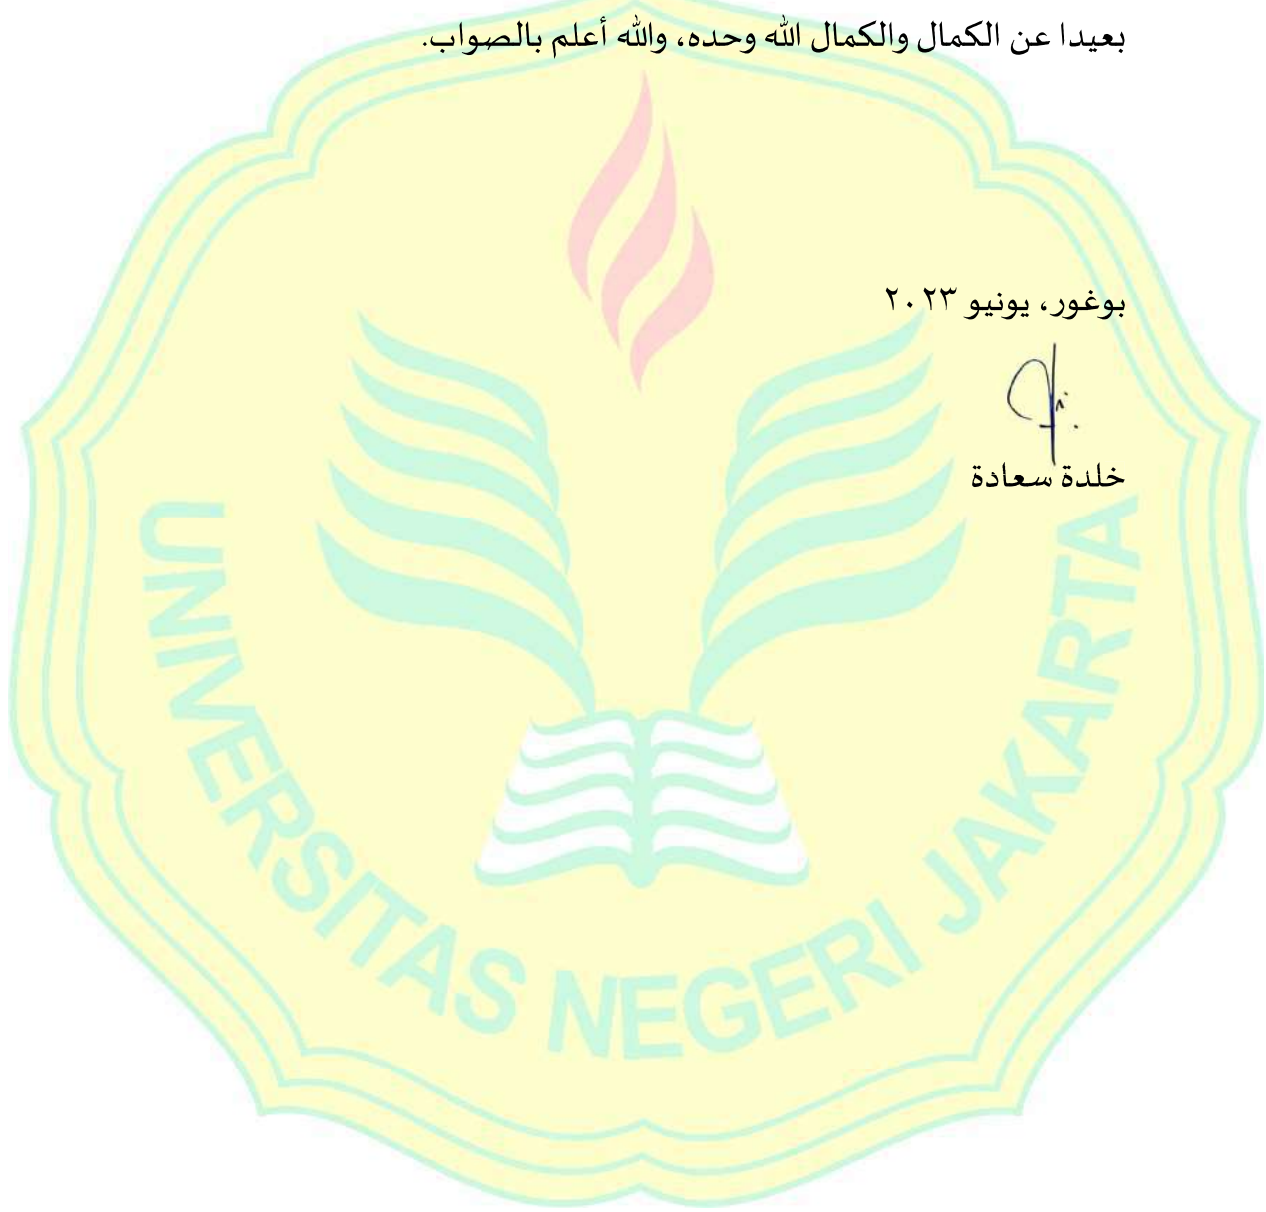 بعيدا عن الكمال والكمال الله وحده، والله أعلم بالصواب.
بوغور، يونيو ٢٠٢٣
خلدة سعادة
UNIVERSITAS NEGERI JAKARTA